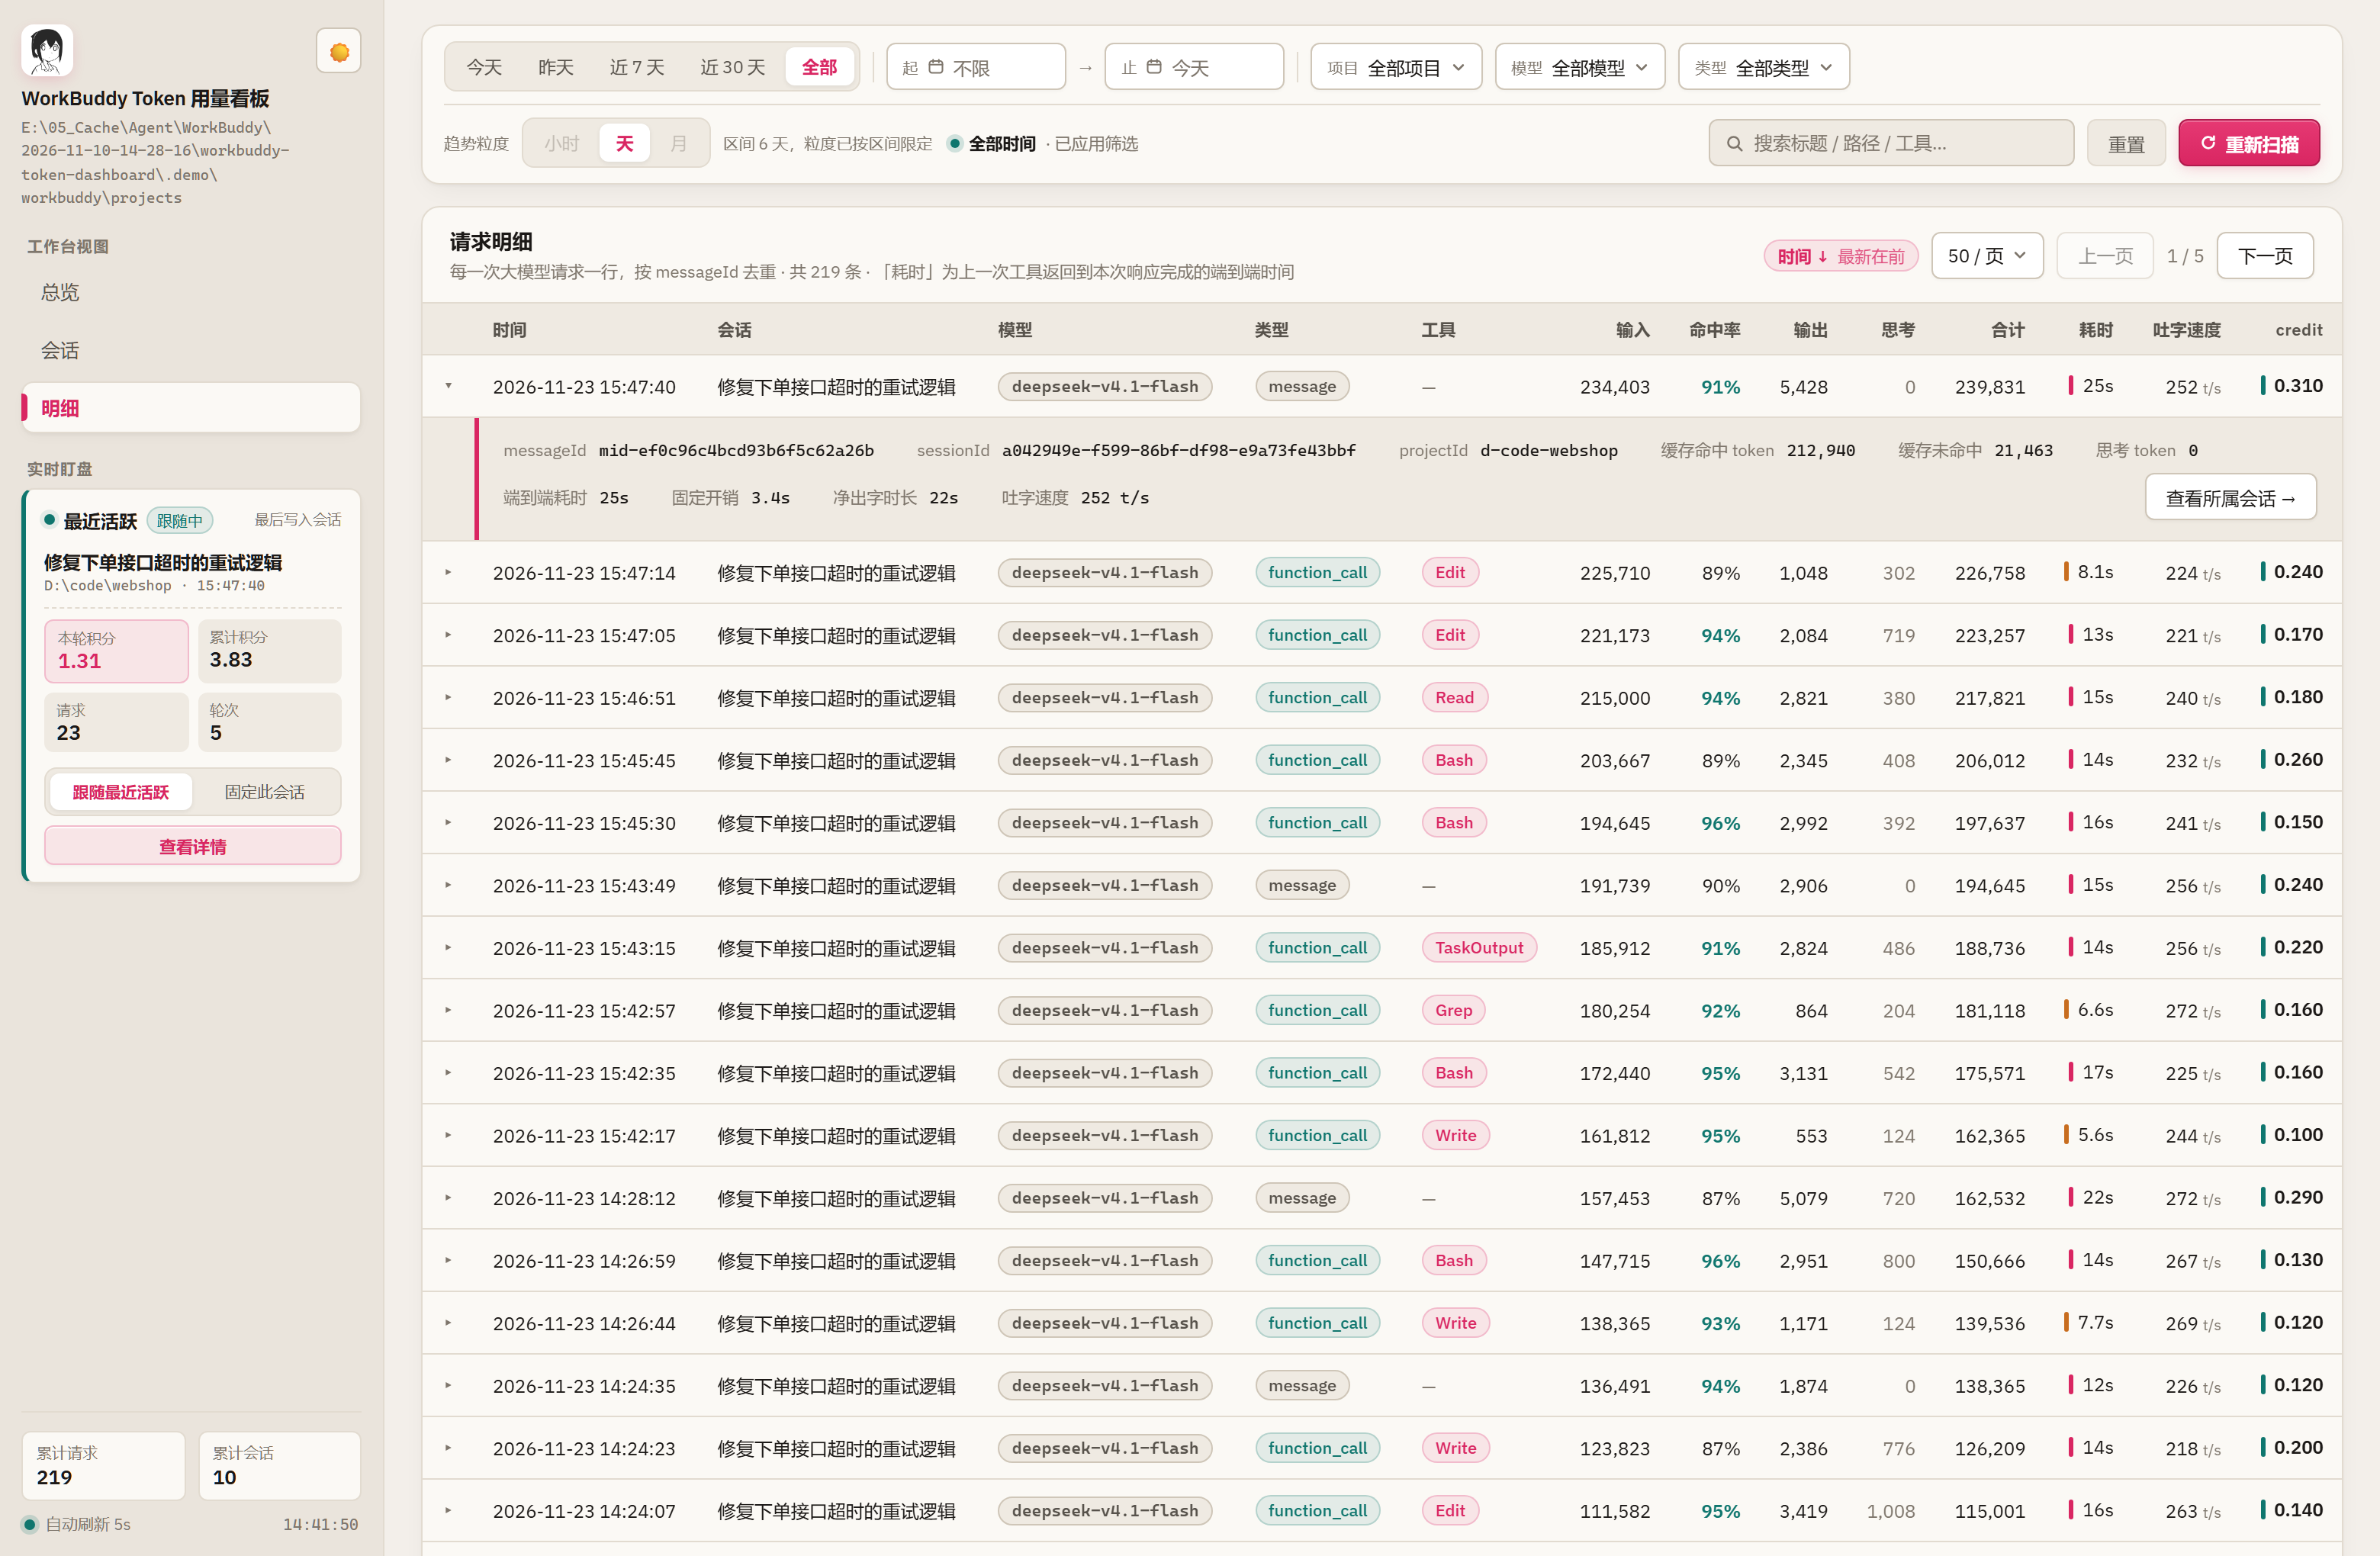 WorkBuddy Token 用量看板
E:\05_Cache\Agent\WorkBuddy\
2026-11-10-14-28-16\workbuddy-
token-dashboard\.demo\
workbuddy\projects
工作台视图
总览
会话
明细
实时盯盘
最近活跃 跟随中 最后写入会话
修复下单接口超时的重试逻辑
D:\code\webshop · 15:47:40
本轮积分 累计积分
1.31 3.83
请求 轮次
23 5
跟随最近活跃 固定此会话
查看详情
累计请求 累计会话
219 10
自动刷新 5s 14:41:50
今天 昨天 近 7 天 近 30 天 全部 起 不限 → 止 今天 项目 全部项目 模型 全部模型 类型 全部类型
趋势粒度 小时 天 月 区间 6 天，粒度已按区间限定 全部时间 · 已应用筛选 搜索标题 / 路径 / 工具... 重置 重新扫描
请求明细
每一次大模型请求一行，按 messageId 去重 · 共 219 条 · 「耗时」为上一次工具返回到本次响应完成的端到端时间
时间 ↓ 最新在前 50 / 页 上一页 1 / 5 下一页
时间 会话 模型 类型 工具 输入 命中率 输出 思考 合计 耗时 吐字速度 credit
▾ 2026-11-23 15:47:40 修复下单接口超时的重试逻辑 deepseek-v4.1-flash message — 234,403 91% 5,428 0 239,831 25s 252 t/s 0.310
messageId mid-ef0c96c4bcd93b6f5c62a26b sessionId a042949e-f599-86bf-df98-e9a73fe43bbf projectId d-code-webshop 缓存命中 token 212,940 缓存未命中 21,463 思考 token 0
端到端耗时 25s 固定开销 3.4s 净出字时长 22s 吐字速度 252 t/s 查看所属会话 →
▸ 2026-11-23 15:47:14 修复下单接口超时的重试逻辑 deepseek-v4.1-flash function_call Edit 225,710 89% 1,048 302 226,758 8.1s 224 t/s 0.240
▸ 2026-11-23 15:47:05 修复下单接口超时的重试逻辑 deepseek-v4.1-flash function_call Edit 221,173 94% 2,084 719 223,257 13s 221 t/s 0.170
▸ 2026-11-23 15:46:51 修复下单接口超时的重试逻辑 deepseek-v4.1-flash function_call Read 215,000 94% 2,821 380 217,821 15s 240 t/s 0.180
▸ 2026-11-23 15:45:45 修复下单接口超时的重试逻辑 deepseek-v4.1-flash function_call Bash 203,667 89% 2,345 408 206,012 14s 232 t/s 0.260
▸ 2026-11-23 15:45:30 修复下单接口超时的重试逻辑 deepseek-v4.1-flash function_call Bash 194,645 96% 2,992 392 197,637 16s 241 t/s 0.150
▸ 2026-11-23 15:43:49 修复下单接口超时的重试逻辑 deepseek-v4.1-flash message — 191,739 90% 2,906 0 194,645 15s 256 t/s 0.240
▸ 2026-11-23 15:43:15 修复下单接口超时的重试逻辑 deepseek-v4.1-flash function_call TaskOutput 185,912 91% 2,824 486 188,736 14s 256 t/s 0.220
▸ 2026-11-23 15:42:57 修复下单接口超时的重试逻辑 deepseek-v4.1-flash function_call Grep 180,254 92% 864 204 181,118 6.6s 272 t/s 0.160
▸ 2026-11-23 15:42:35 修复下单接口超时的重试逻辑 deepseek-v4.1-flash function_call Bash 172,440 95% 3,131 542 175,571 17s 225 t/s 0.160
▸ 2026-11-23 15:42:17 修复下单接口超时的重试逻辑 deepseek-v4.1-flash function_call Write 161,812 95% 553 124 162,365 5.6s 244 t/s 0.100
▸ 2026-11-23 14:28:12 修复下单接口超时的重试逻辑 deepseek-v4.1-flash message — 157,453 87% 5,079 720 162,532 22s 272 t/s 0.290
▸ 2026-11-23 14:26:59 修复下单接口超时的重试逻辑 deepseek-v4.1-flash function_call Bash 147,715 96% 2,951 800 150,666 14s 267 t/s 0.130
▸ 2026-11-23 14:26:44 修复下单接口超时的重试逻辑 deepseek-v4.1-flash function_call Write 138,365 93% 1,171 124 139,536 7.7s 269 t/s 0.120
▸ 2026-11-23 14:24:35 修复下单接口超时的重试逻辑 deepseek-v4.1-flash message — 136,491 94% 1,874 0 138,365 12s 226 t/s 0.120
▸ 2026-11-23 14:24:23 修复下单接口超时的重试逻辑 deepseek-v4.1-flash function_call Write 123,823 87% 2,386 776 126,209 14s 218 t/s 0.200
▸ 2026-11-23 14:24:07 修复下单接口超时的重试逻辑 deepseek-v4.1-flash function_call Edit 111,582 95% 3,419 1,008 115,001 16s 263 t/s 0.140